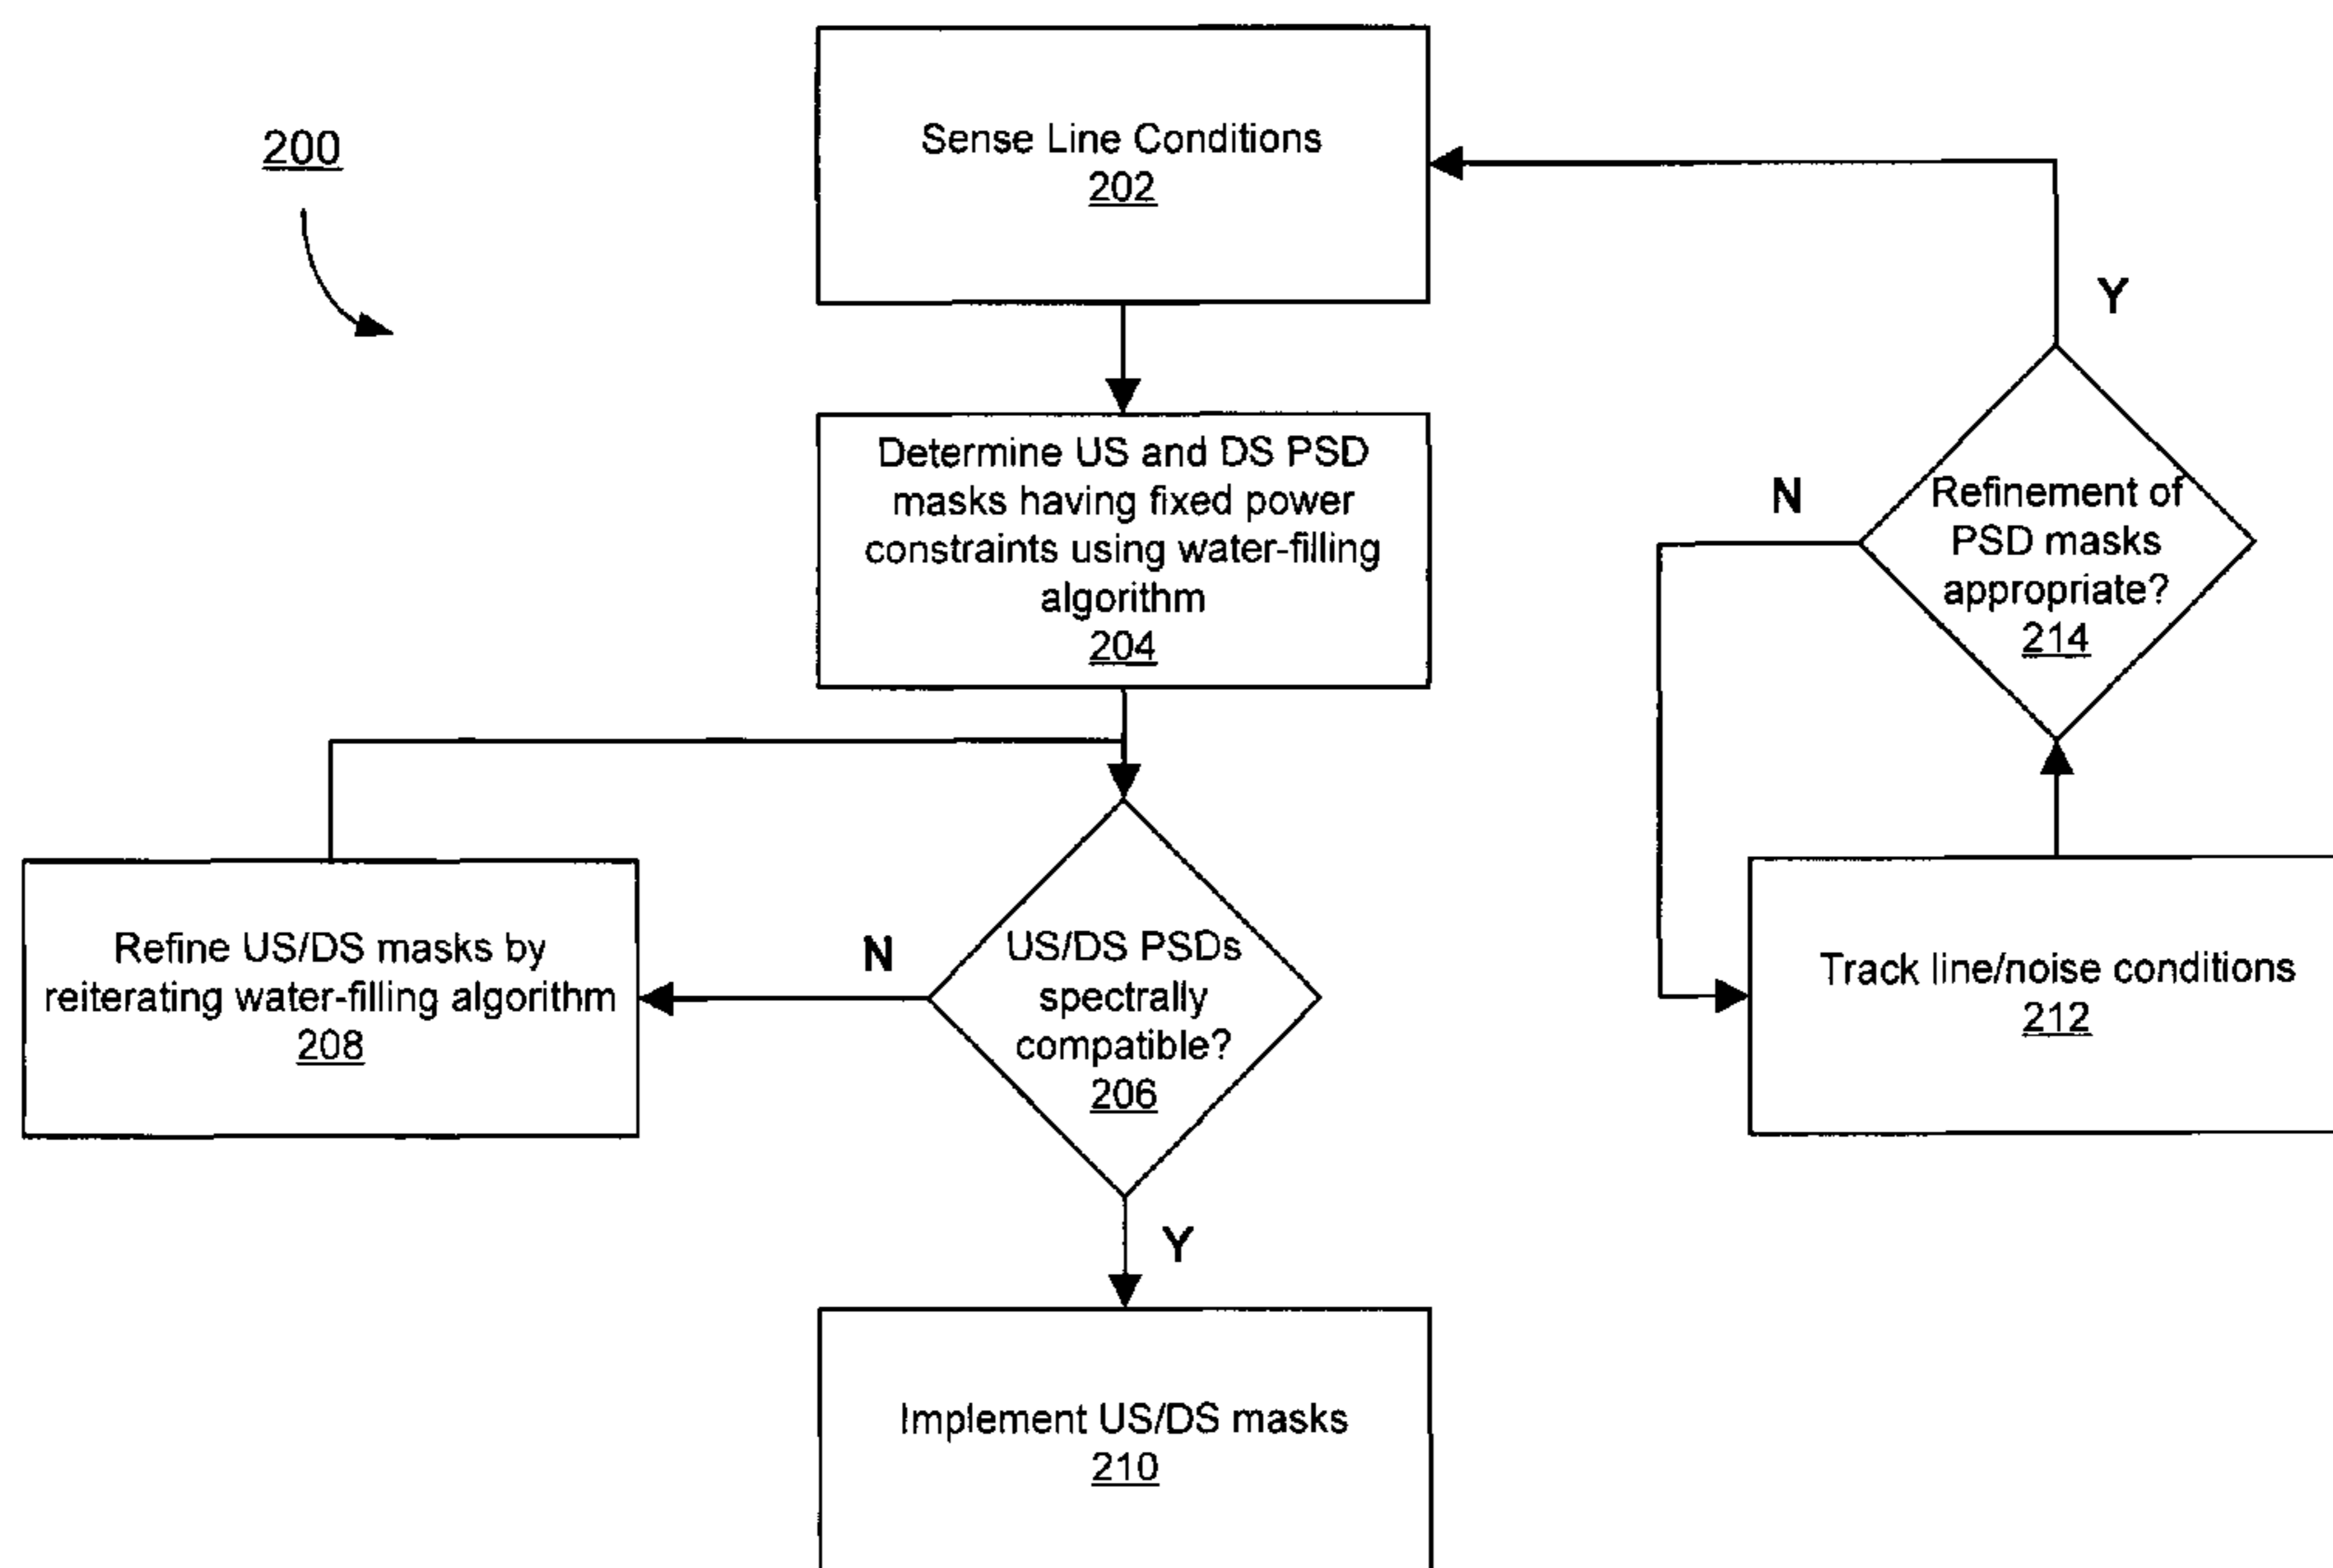 200
Sense Line Conditions
202
Determine US and DS PSD
masks having fixed power
constraints using water-filling
algorithm
204
US/DS PSDs
spectrally
compatible?
206
N
Refine US/DS masks by
reiterating water-filling algorithm
208
Y
Implement US/DS masks
210
Track line/noise conditions
212
Refinement of
PSD masks
appropriate?
214
N
Y